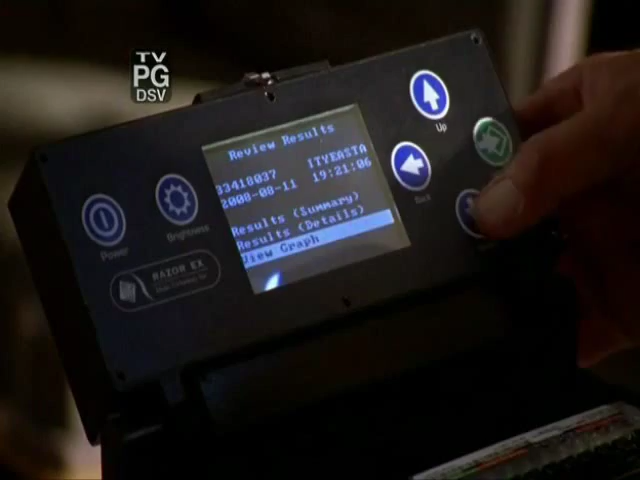 TV
PG
DSV
Review Results
ITYEASTA
33418037
2008-08-11 19:21:06
Results (Summary)
Results (Details)
View Graph
Up
Back
Power
Brightness
RAZOR EX